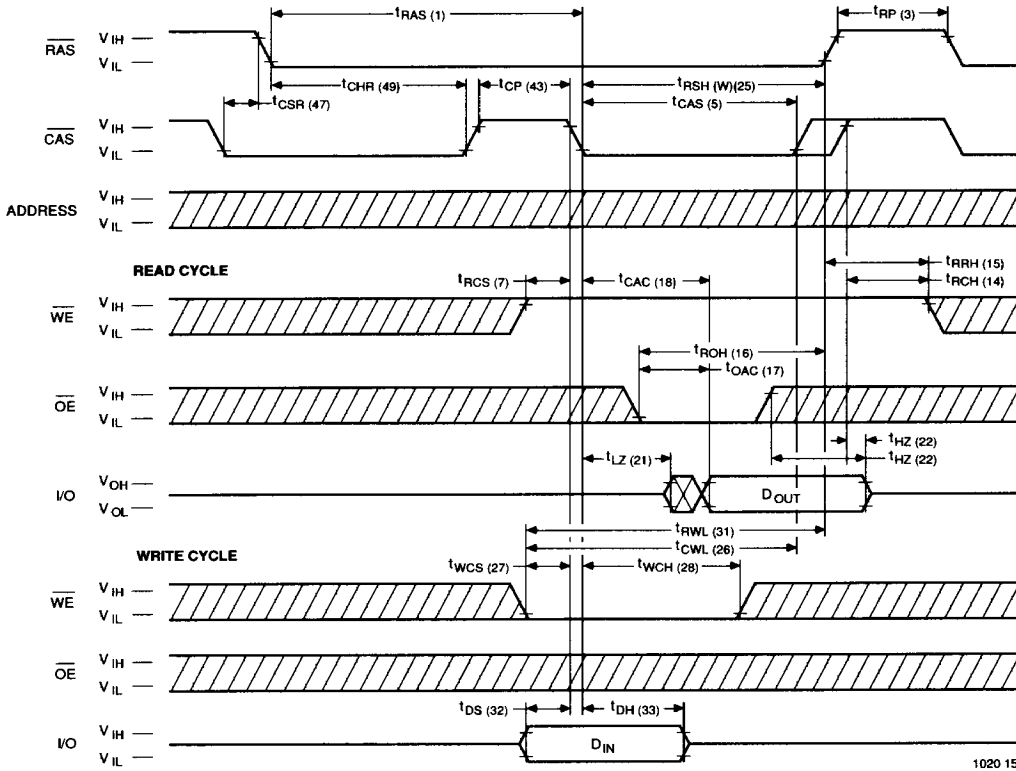 t RAS (1)
t RP (3)
RAS
V IH
V IL
t CHR (49)
t CP (43)
t RSH (W)(25)
t CSR (47)
t CAS (5)
CAS
V IH
V IL
ADDRESS
V IH
V IL
READ CYCLE
t RRH (15)
t RCS (7)
t CAC (18)
t RCH (14)
WE
V IH
V IL
t ROH (16)
t OAC (17)
OE
V IH
V IL
t HZ (22)
t LZ (21)
t HZ (22)
I/O
V OH
V OL
D OUT
t RWL (31)
WRITE CYCLE
t CWL (26)
t WCS (27)
t WCH (28)
WE
V IH
V IL
OE
V IH
V IL
t DS (32)
t DH (33)
I/O
V IH
V IL
D IN
1020 15